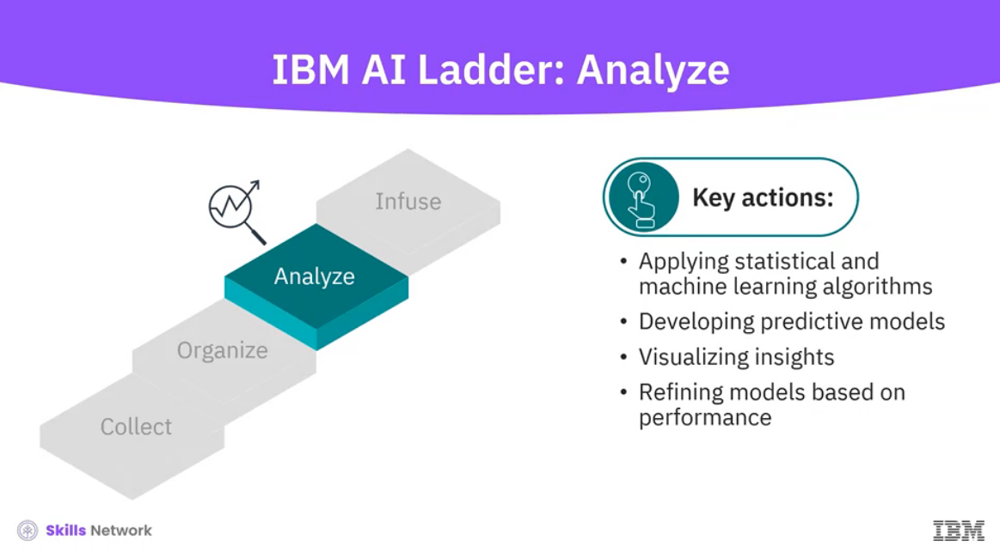 IBM AI Ladder: Analyze
Infuse
Analyze
Organize
Collect
Key actions:
• Applying statistical and
machine learning algorithms
• Developing predictive models
• Visualizing insights
• Refining models based on
performance
Skills Network
IBM